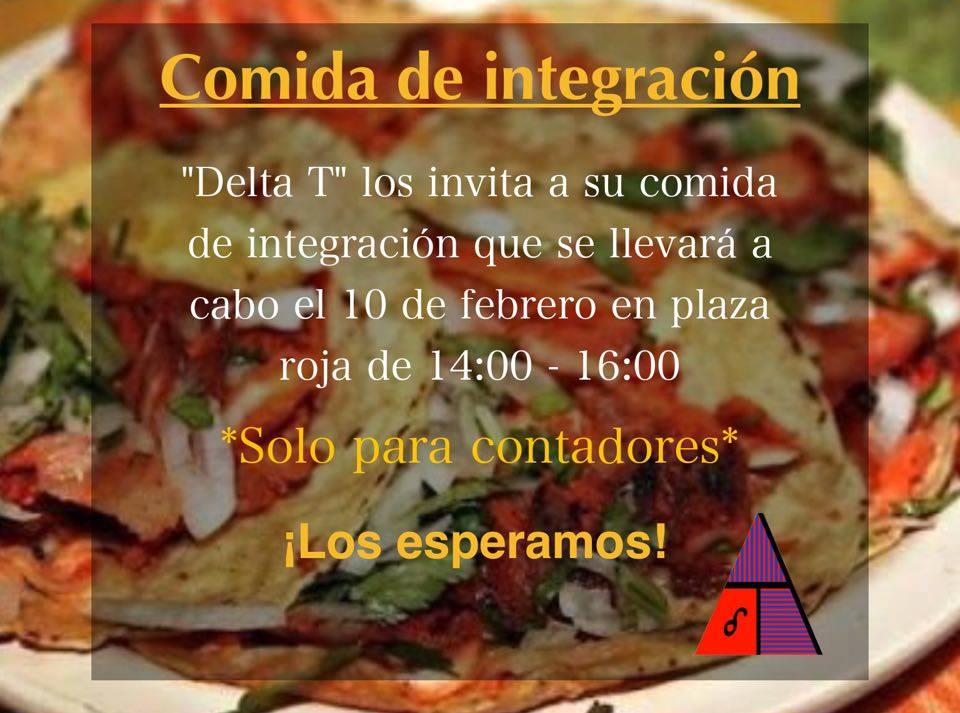 Comida de integración
"Delta T" los invita a su comida
de integración que se llevará a
cabo el 10 de febrero en plaza
roja de 14:00 - 16:00
*Solo para contadores*
¡Los esperamos!